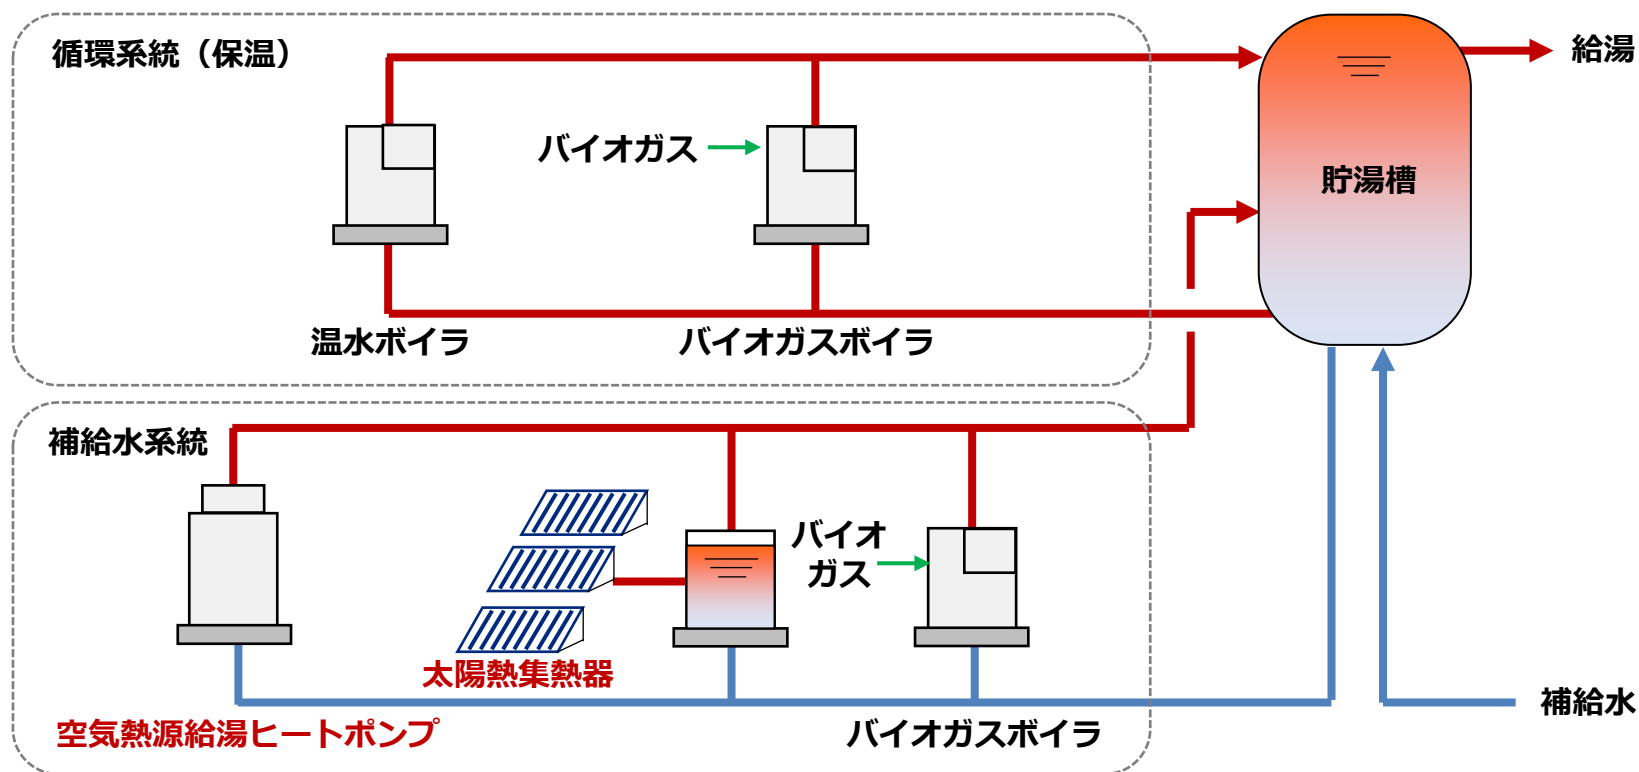 循環系統（保温）
給湯
バイオガス
貯湯槽
温水ボイラ
バイオガスボイラ
補給水系統
バイオ
ガス
太陽熱集熱器
補給水
空気熱源給湯ヒートポンプ
バイオガスボイラ